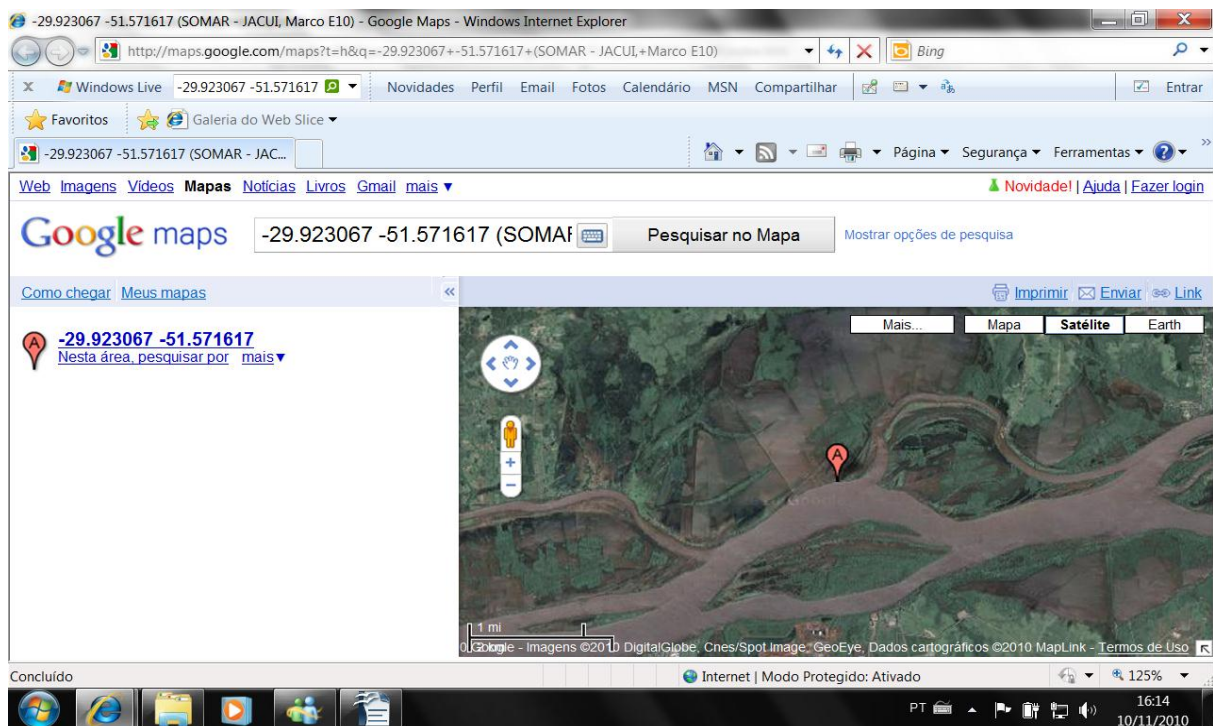 -29.923067 -51.571617 (SOMAR - JACUI, Marco E10) - Google Maps - Windows Internet Explorer
http://maps.google.com/maps?t=h&q=-29.923067+-51.571617+(SOMAR - JACUI,+Marco E10)
Bing
x Windows Live -29.923067 -51.571617 Novidades Perfil Email Fotos Calendário MSN Compartilhar Entrar
Favoritos Galeria do Web Slice
-29.923067 -51.571617 (SOMAR - JAC... Página Segurança Ferramentas
Web Imagens Vídeos Mapas Notícias Livros Gmail mais Novidade! | Ajuda | Fazer login
Google maps -29.923067 -51.571617 (SOMAR Pesquisar no Mapa Mostrar opções de pesquisa
Como chegar Meus mapas « Imprimir Enviar Link
Mais... Mapa Satélite Earth
A -29.923067 -51.571617
Nesta área, pesquisar por mais
A
1 mi
2 km
Google - Imagens ©2010 DigitalGlobe, Cnes/Spot Image, GeoEye, Dados cartográficos ©2010 MapLink - Termos de Uso
Concluído Internet | Modo Protegido: Ativado 125%
PT 16:14
10/11/2010